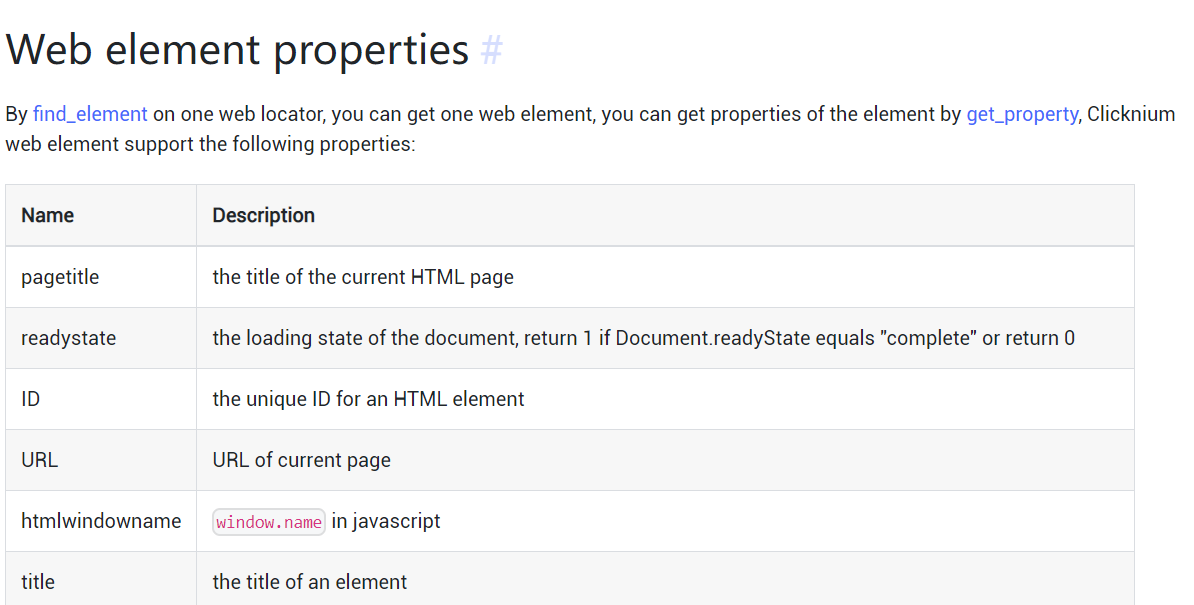 Web element properties #
By find_element on one web locator, you can get one web element, you can get properties of the element by get_property, Clicknium
web element support the following properties:
Name Description
pagetitle the title of the current HTML page
readystate the loading state of the document, return 1 if Document.readyState equals "complete" or return 0
ID the unique ID for an HTML element
URL URL of current page
htmlwindowname window.name in javascript
title the title of an element